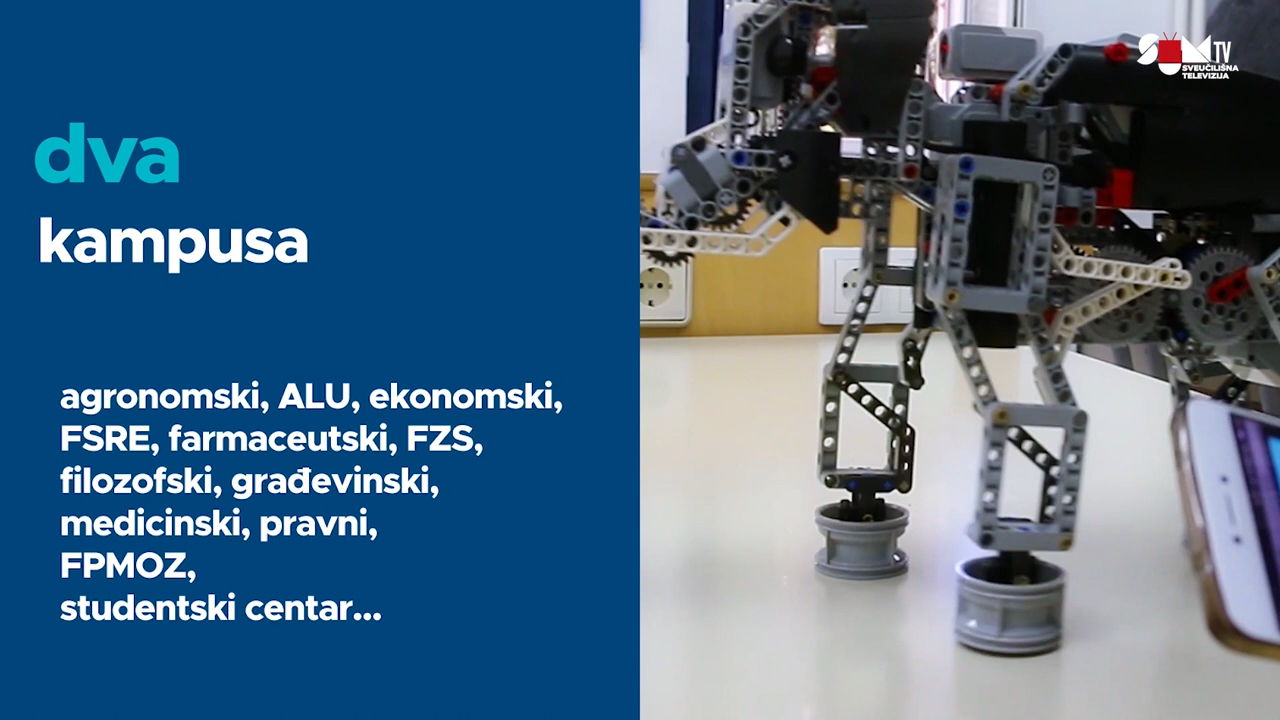 dva
kampusa
agronomski, ALU, ekonomski,
FSRE, farmaceutski, FZS,
filozofski, građevinski,
medicinski, pravni,
FPMOZ,
studentski centar...
SUM TV
SVEUČILIŠNA
TELEVIZIJA